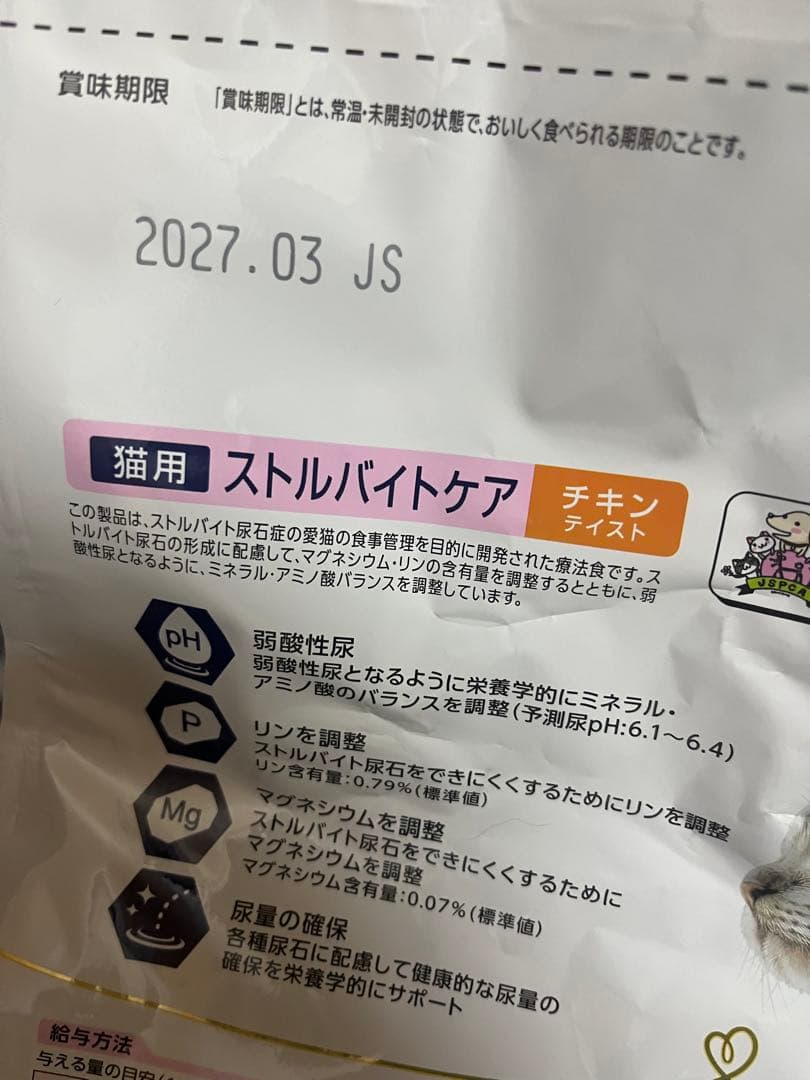 賞味期限
「賞味期限」とは、常温・未開封の状態で、おいしく食べられる期限のことです。
2027.03 JS
猫用 ストルバイトケア チキン
テイスト
この製品は、ストルバイト尿石症の愛猫の食事管理を目的に開発された療法食です。ス
トルバイト尿石の形成に配慮して、マグネシウム・リンの含有量を調整するとともに、弱
酸性尿となるように、ミネラル・アミノ酸バランスを調整しています。
JSPCA
pH
弱酸性尿
弱酸性尿となるように栄養学的にミネラル・
アミノ酸のバランスを調整(予測尿pH:6.1〜6.4)
P
リンを調整
ストルバイト尿石をできにくくするためにリンを調整
リン含有量:0.79%(標準値)
Mg
マグネシウムを調整
ストルバイト尿石をできにくくするために
マグネシウムを調整
マグネシウム含有量:0.07%(標準値)
尿量の確保
各種尿石に配慮して健康的な尿量の
確保を栄養学的にサポート
給与方法
与える量の目安